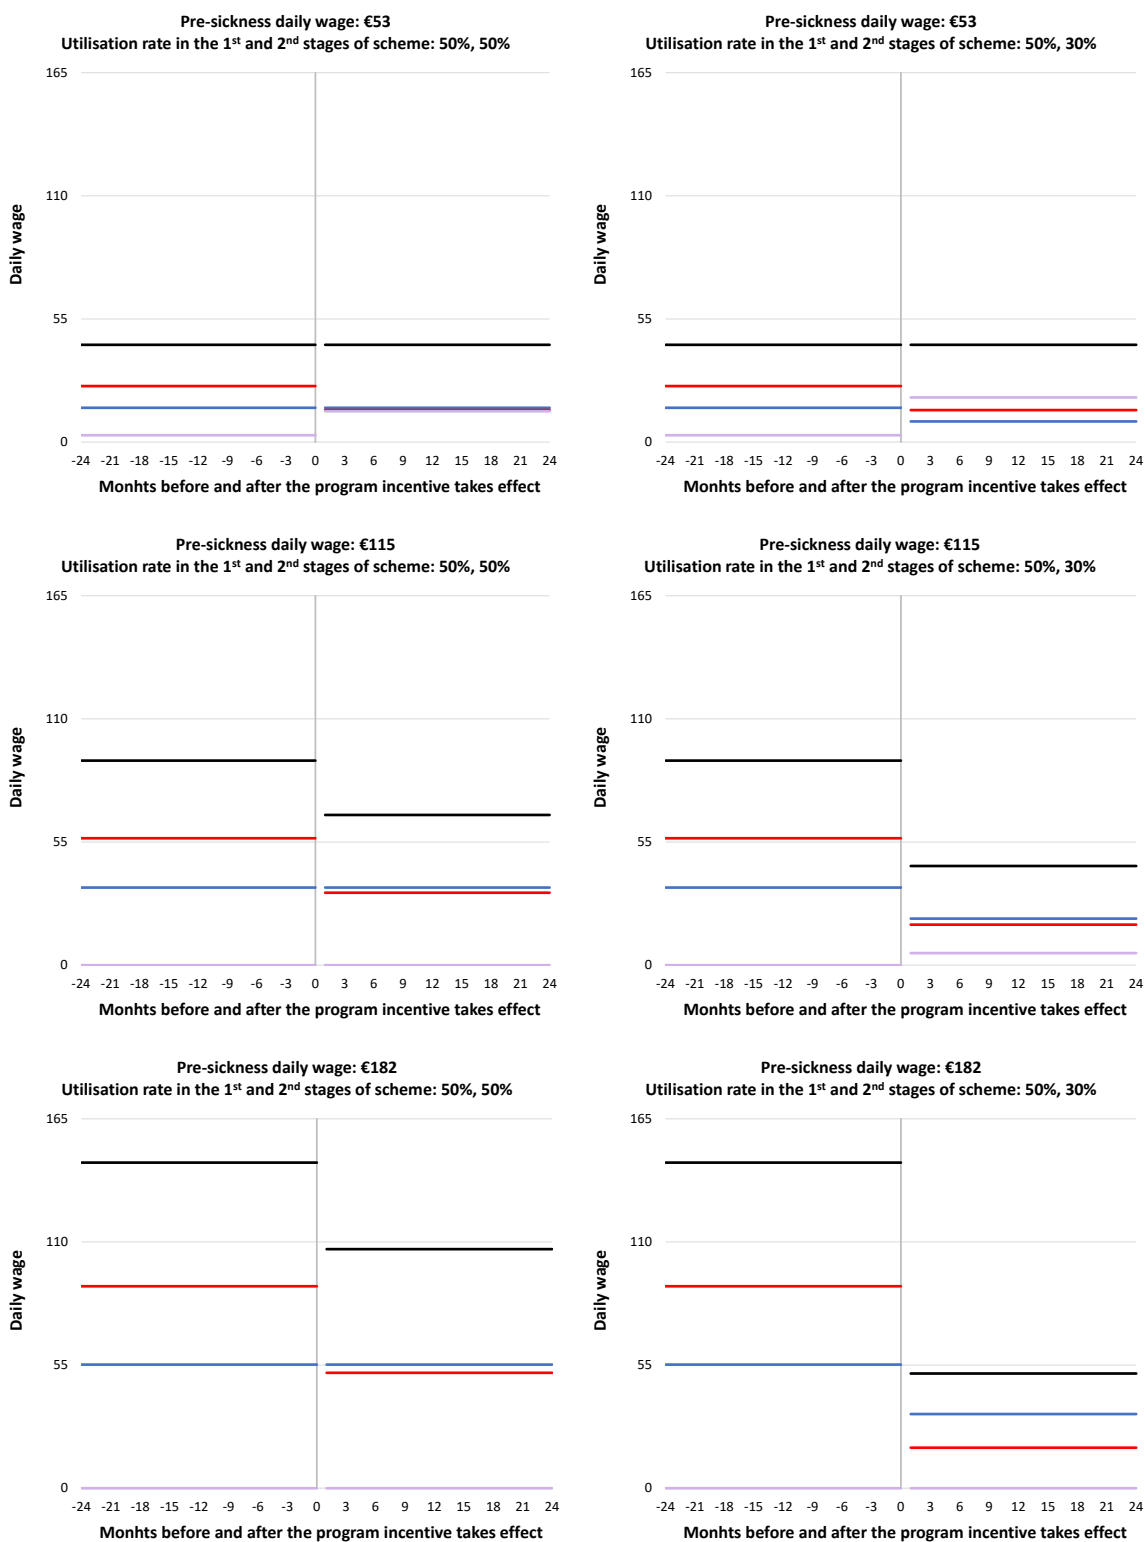 Pre-sickness daily wage: €53
Utilisation rate in the 1st and 2nd stages of scheme: 50%, 50%
165
110
55
0
Daily wage
-24 -21 -18 -15 -12 -9 -6 -3 0 3 6 9 12 15 18 21 24
Monhts before and after the program incentive takes effect
Pre-sickness daily wage: €53
Utilisation rate in the 1st and 2nd stages of scheme: 50%, 30%
165
110
55
0
Daily wage
-24 -21 -18 -15 -12 -9 -6 -3 0 3 6 9 12 15 18 21 24
Monhts before and after the program incentive takes effect
Pre-sickness daily wage: €115
Utilisation rate in the 1st and 2nd stages of scheme: 50%, 50%
165
110
55
0
Daily wage
-24 -21 -18 -15 -12 -9 -6 -3 0 3 6 9 12 15 18 21 24
Monhts before and after the program incentive takes effect
Pre-sickness daily wage: €115
Utilisation rate in the 1st and 2nd stages of scheme: 50%, 30%
165
110
55
0
Daily wage
-24 -21 -18 -15 -12 -9 -6 -3 0 3 6 9 12 15 18 21 24
Monhts before and after the program incentive takes effect
Pre-sickness daily wage: €182
Utilisation rate in the 1st and 2nd stages of scheme: 50%, 50%
165
110
55
0
Daily wage
-24 -21 -18 -15 -12 -9 -6 -3 0 3 6 9 12 15 18 21 24
Monhts before and after the program incentive takes effect
Pre-sickness daily wage: €182
Utilisation rate in the 1st and 2nd stages of scheme: 50%, 30%
165
110
55
0
Daily wage
-24 -21 -18 -15 -12 -9 -6 -3 0 3 6 9 12 15 18 21 24
Monhts before and after the program incentive takes effect